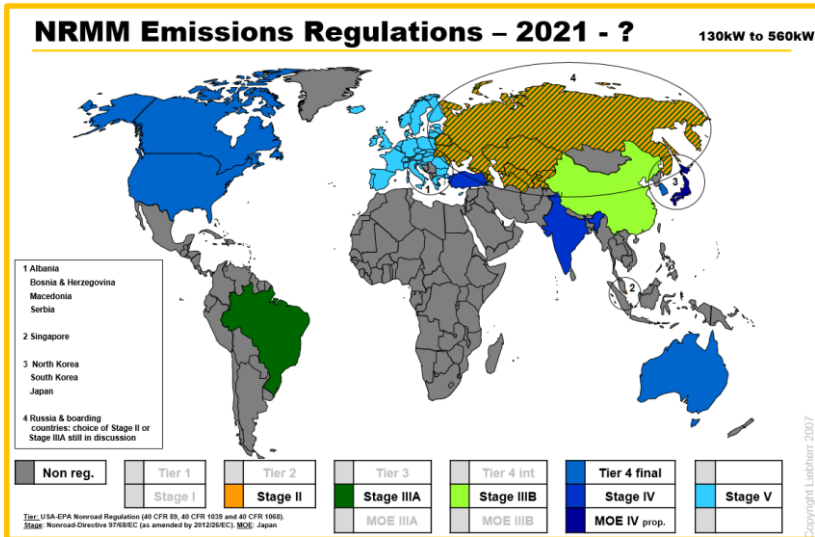 NRMM Emissions Regulations – 2021 - ?
130kW to 560kW
4
1
3
2
1 Albania
Bosnia & Herzogovina
Macedonia
Serbia
2 Singapore
3 North Korea
South Korea
Japan
4 Russia & boarding
countries: choice of Stage II or
Stage IIIA still in discussion
Non reg.
Tier 1
Stage I
Tier 2
Stage II
Tier 3
Stage IIIA
MOE IIIA
Tier 4 int
Stage IIIB
MOE IIIB
Tier 4 final
Stage IV
MOE IV prop.
Stage V
Tier: USA-EPA Nonroad Regulation (40 CFR 89, 40 CFR 1039 and 40 CFR 1068).
Stage: Nonroad-Directive 97/68/EC (as amended by 2012/26/EC). MOE: Japan
Copyright Liebherr 2007